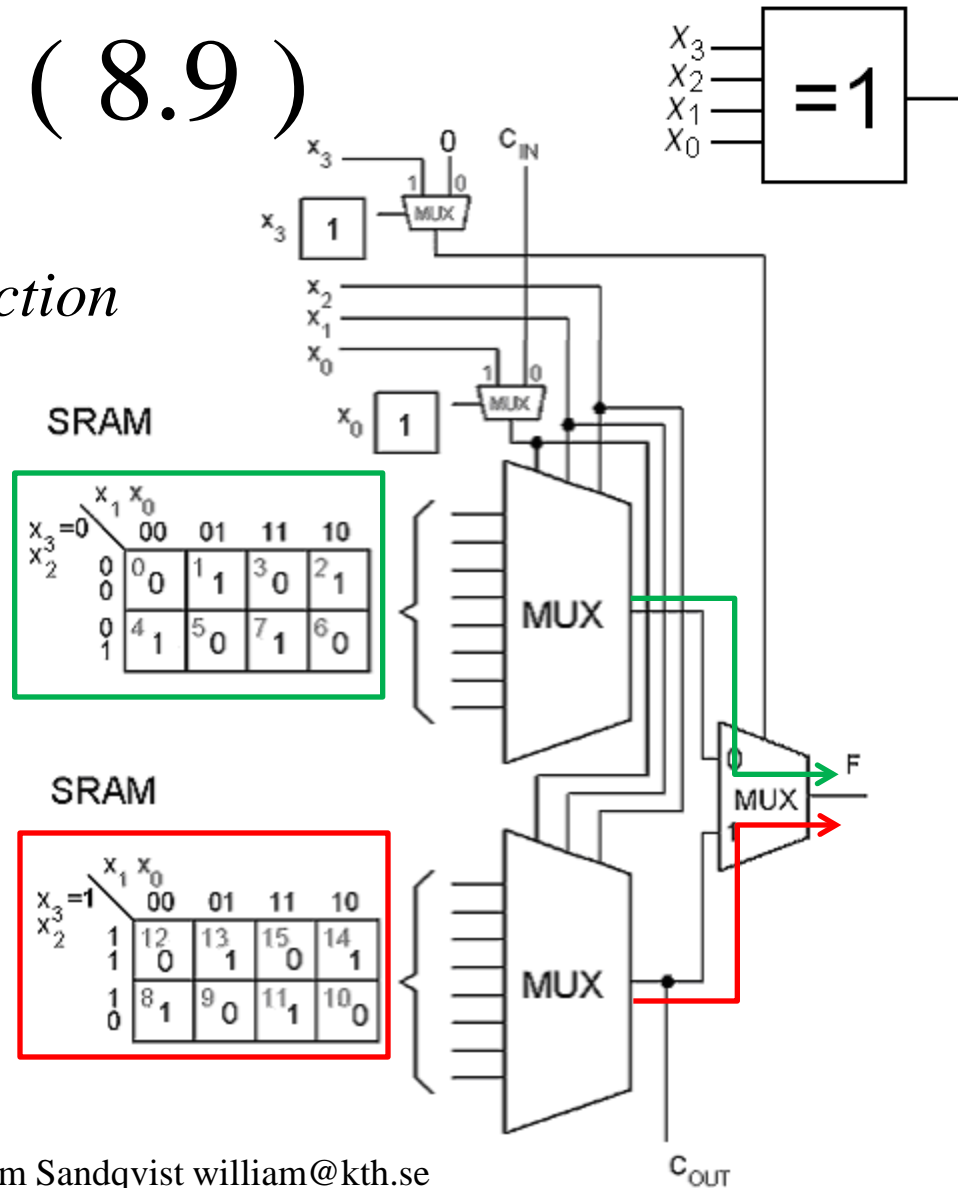 ( 8.9 )
X3
X2
X1
X0
=1
x3
0
CIN
1 0
MUX
x3 1
ction
x2
x1
x0
1 0
MUX
x0 1
SRAM
x1 x0
x3=0
x2
00 01 11 10
0 0
0 0 1 1 3 0 2 1
0 1
4 1 5 0 7 1 6 0
MUX
0
F
MUX
1
SRAM
x1 x0
x3=1
x2
00 01 11 10
1 1
12 0 13 1 15 0 14 1
1 0
8 1 9 0 11 1 10 0
MUX
m Sandqvist william@kth.se
COUT